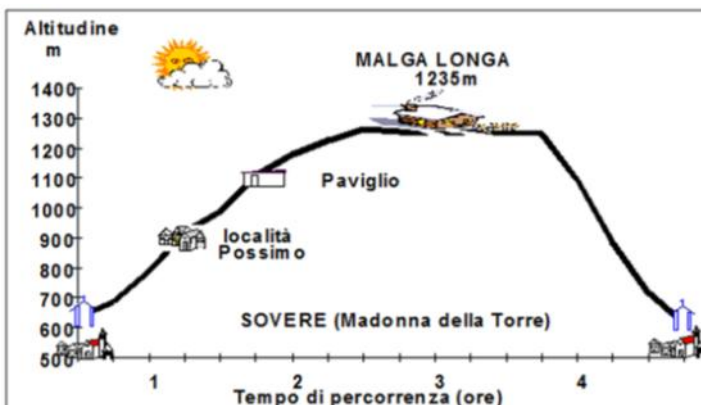 Altitudine
m
MALGA LONGA
1235m
1400
1300
1200
1100
1000
900
800
700
600
500
Paviglio
località
Possimo
SOVERE (Madonna della Torre)
1 2 3 4
Tempo di percorrenza (ore)